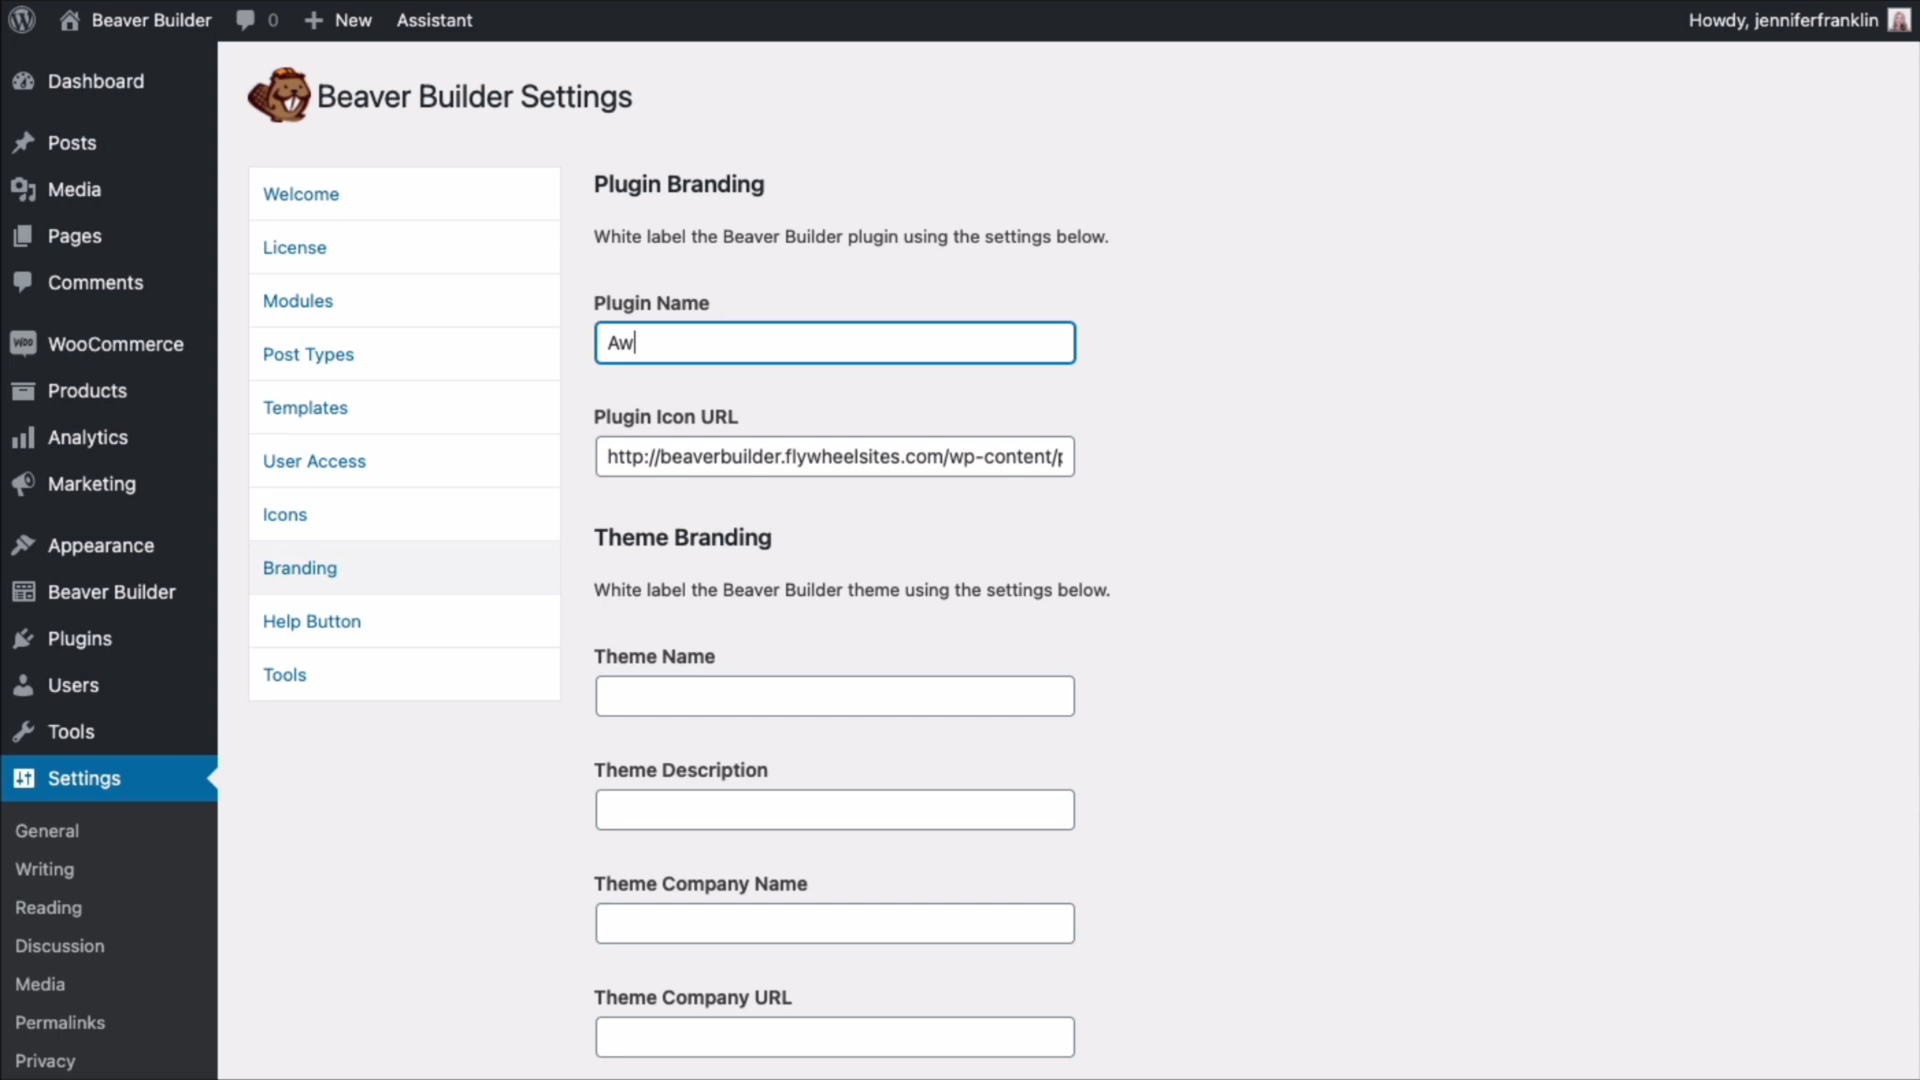 Beaver Builder
0
New
Assistant
Howdy, jenniferfranklin
Dashboard
Posts
Media
Pages
Comments
WooCommerce
Products
Analytics
Marketing
Appearance
Beaver Builder
Plugins
Users
Tools
Settings
General
Writing
Reading
Discussion
Media
Permalinks
Privacy
Beaver Builder Settings
Welcome
License
Modules
Post Types
Templates
User Access
Icons
Branding
Help Button
Tools
Plugin Branding
White label the Beaver Builder plugin using the settings below.
Plugin Name
Aw
Plugin Icon URL
http://beaverbuilder.flywheelsites.com/wp-content/p
Theme Branding
White label the Beaver Builder theme using the settings below.
Theme Name
Theme Description
Theme Company Name
Theme Company URL